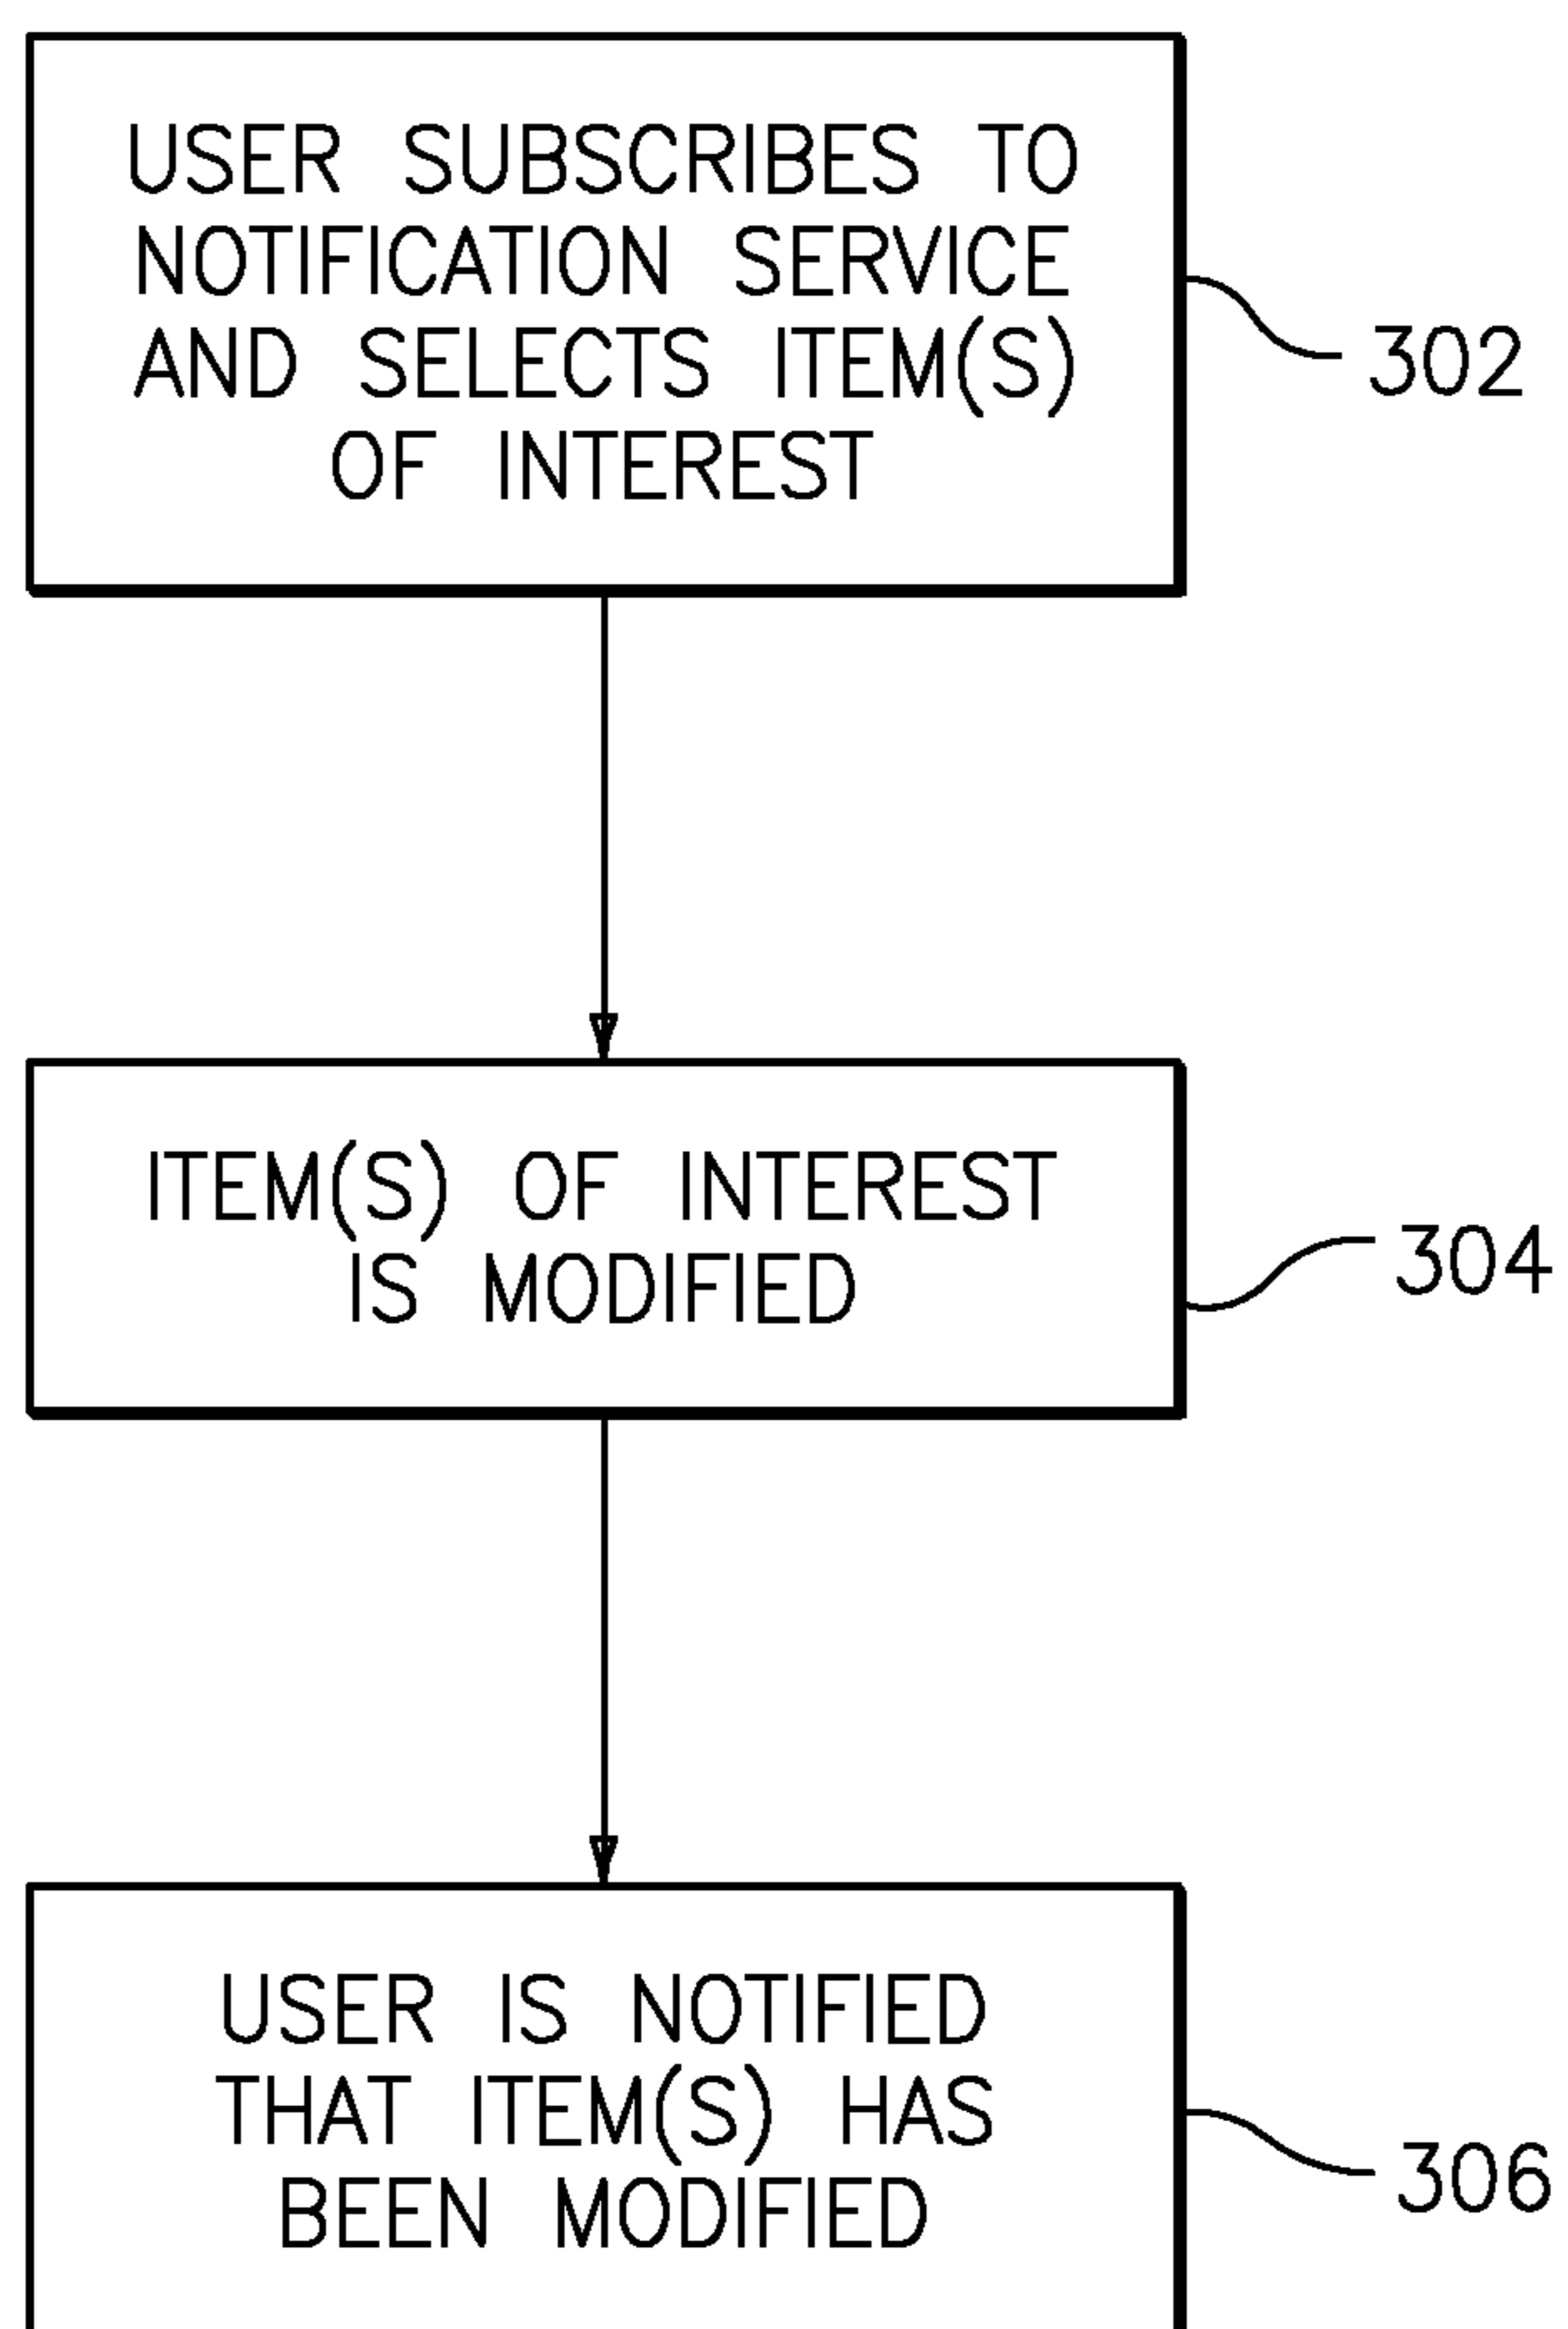 USER SUBSCRIBES TO
NOTIFICATION SERVICE
AND SELECTS ITEM(S)
OF INTEREST
302
ITEM(S) OF INTEREST
IS MODIFIED
304
USER IS NOTIFIED
THAT ITEM(S) HAS
BEEN MODIFIED
306